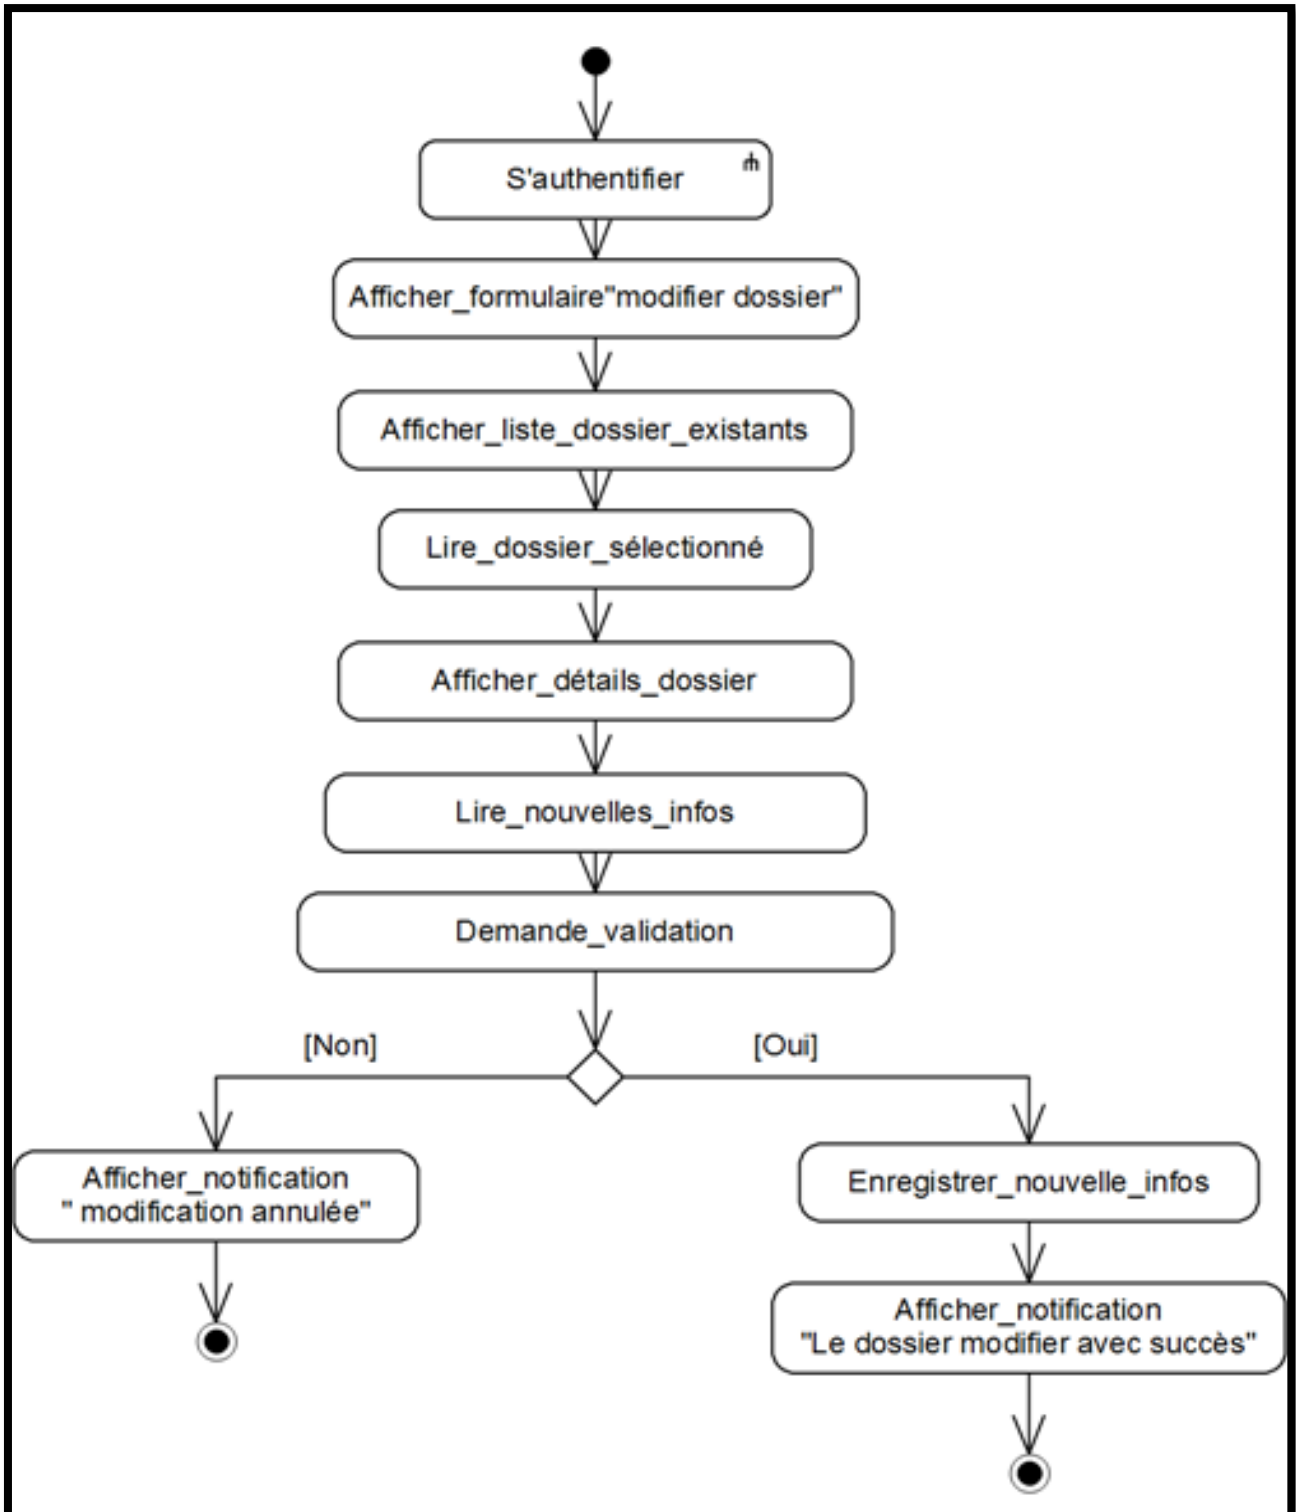 S'authentifier
Afficher_formulaire"modifier dossier"
Afficher_liste_dossier_existants
Lire_dossier_sélectionné
Afficher_détails_dossier
Lire_nouvelles_infos
Demande_validation
[Non]
[Oui]
Afficher_notification
" modification annulée"
Enregistrer_nouvelle_infos
Afficher_notification
"Le dossier modifier avec succès"